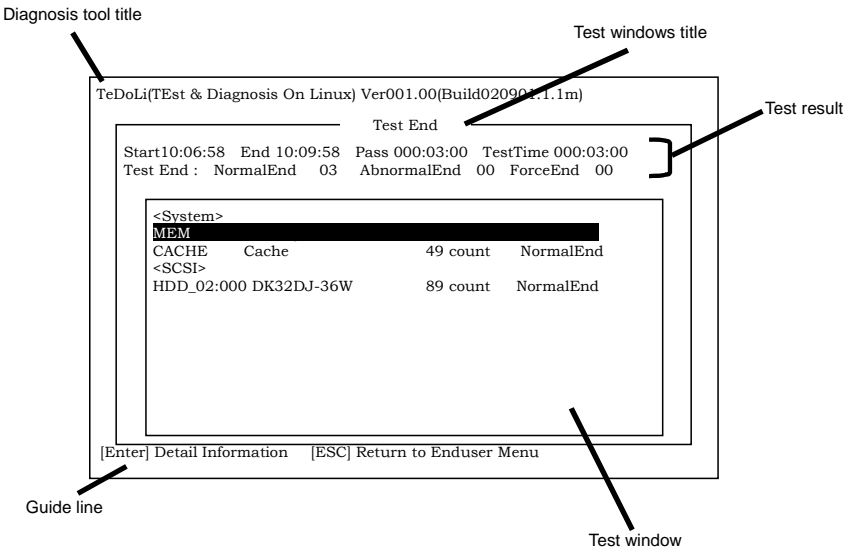 Diagnosis tool title
Test windows title
TeDoLi(TEst & Diagnosis On Linux) Ver001.00(Build020901.1.1m)
Test result
Test End
Start10:06:58 End 10:09:58 Pass 000:03:00 TestTime 000:03:00
Test End : NormalEnd 03 AbnormalEnd 00 ForceEnd 00
<System>
MEM
CACHE Cache 49 count NormalEnd
<SCSI>
HDD_02:000 DK32DJ-36W 89 count NormalEnd
[Enter] Detail Information [ESC] Return to Enduser Menu
Guide line
Test window